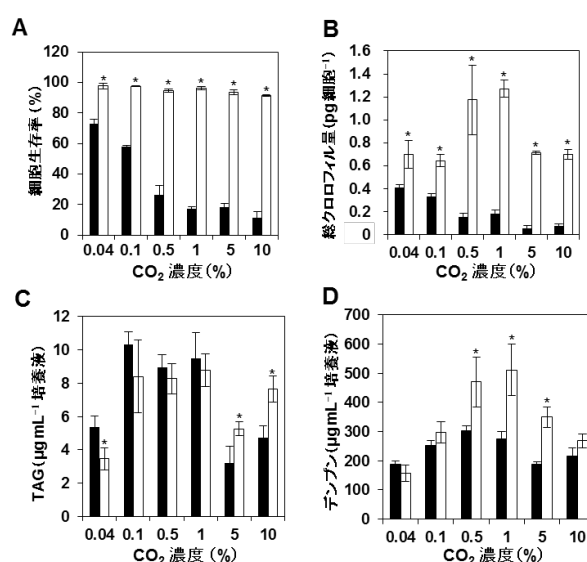 A
細胞生存率 (%)
120
100
80
60
40
20
0
* * * * * *
0.04 0.1 0.5 1 5 10
CO2 濃度(%)
B
総クロロフィル量(pg 細胞-1)
1.6
1.4
1.2
1.0
0.8
0.6
0.4
0.2
0
* * * * * *
0.04 0.1 0.5 1 5 10
CO2 濃度(%)
C
TAG(μg mL-1 培養液)
12
10
8
6
4
2
0
* * *
0.04 0.1 0.5 1 5 10
CO2 濃度(%)
D
デンプン(μg mL-1 培養液)
700
600
500
400
300
200
100
0
* * *
0.04 0.1 0.5 1 5 10
CO2 濃度(%)